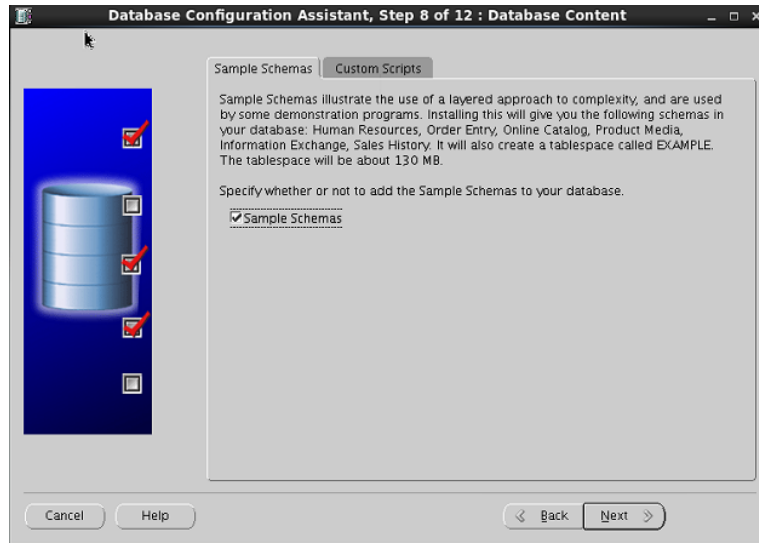 Database Configuration Assistant, Step 8 of 12 : Database Content
Sample Schemas
Custom Scripts
Sample Schemas illustrate the use of a layered approach to complexity, and are used
by some demonstration programs. Installing this will give you the following schemas in
your database: Human Resources, Order Entry, Online Catalog, Product Media,
Information Exchange, Sales History. It will also create a tablespace called EXAMPLE.
The tablespace will be about 130 MB.
Specify whether or not to add the Sample Schemas to your database.
Sample Schemas
Cancel
Help
Back
Next